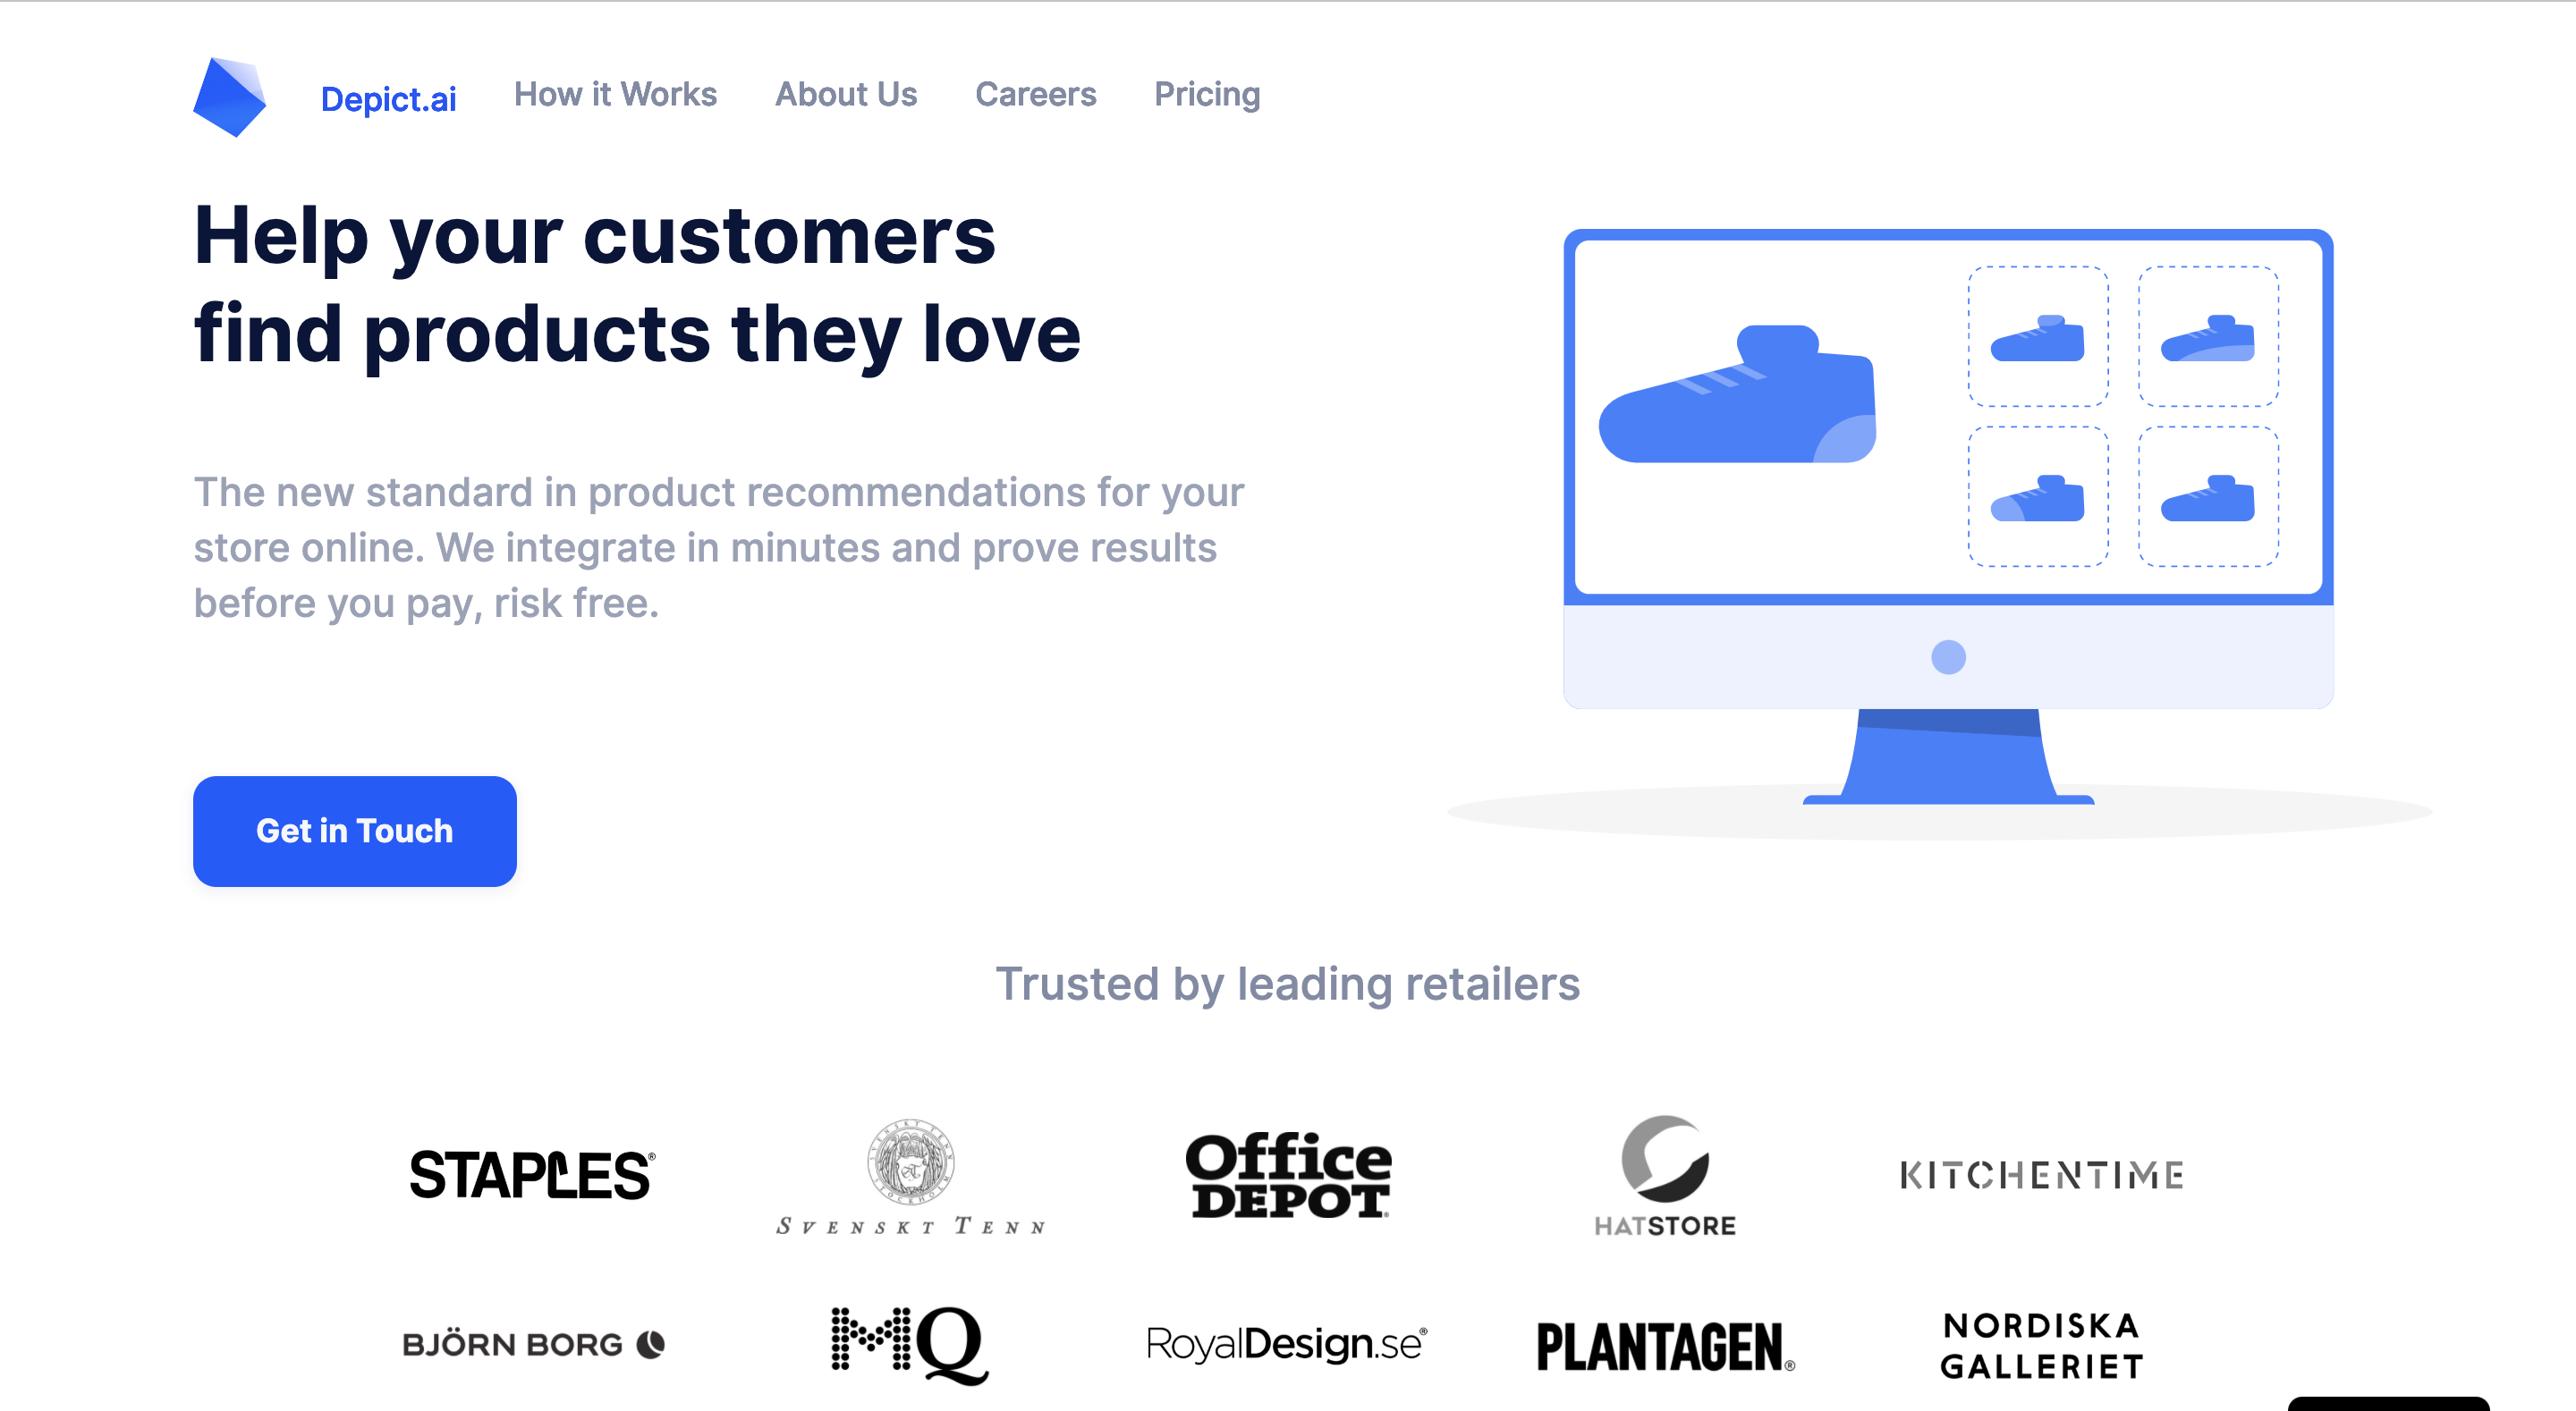 Depict.ai How it Works About Us Careers Pricing
Help your customers
find products they love
The new standard in product recommendations for your
store online. We integrate in minutes and prove results
before you pay, risk free.
Get in Touch
Trusted by leading retailers
STAPLES®
SVENSKT TENN STOCKHOLM
SVENSKT TENN
Office
DEPOT
HATSTORE
KITCHENTIME
BJÖRN BORG
MQ
RoyalDesign.se®
PLANTAGEN®
NORDISKA
GALLERIET